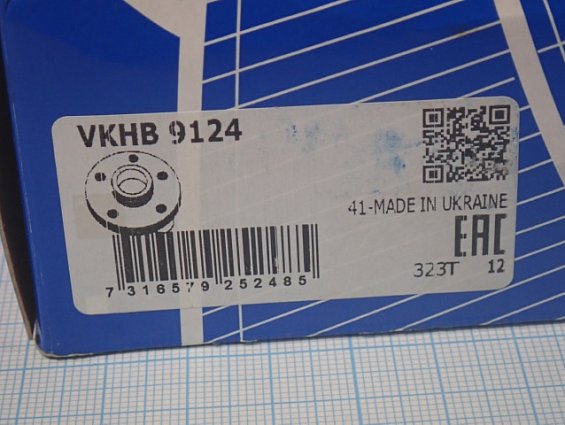 VKHB 9124
41-MADE IN UKRAINE
EAC
323T 12
7 316579 252485